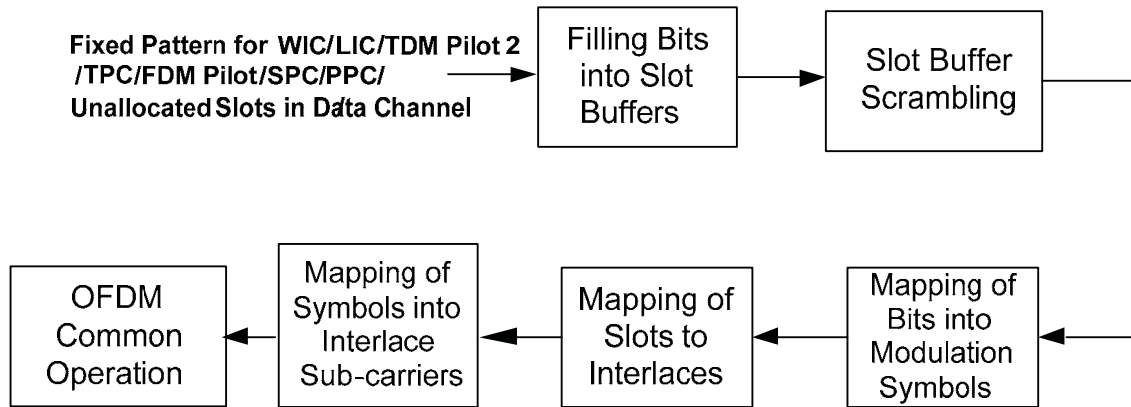 Fixed Pattern for WIC/LIC/TDM Pilot 2
/TPC/FDM Pilot/SPC/PPC/
Unallocated Slots in Data Channel
Filling Bits
into Slot
Buffers
Slot Buffer
Scrambling
OFDM
Common
Operation
Mapping of
Symbols into
Interlace
Sub-carriers
Mapping of
Slots to
Interlaces
Mapping of
Bits into
Modulation
Symbols